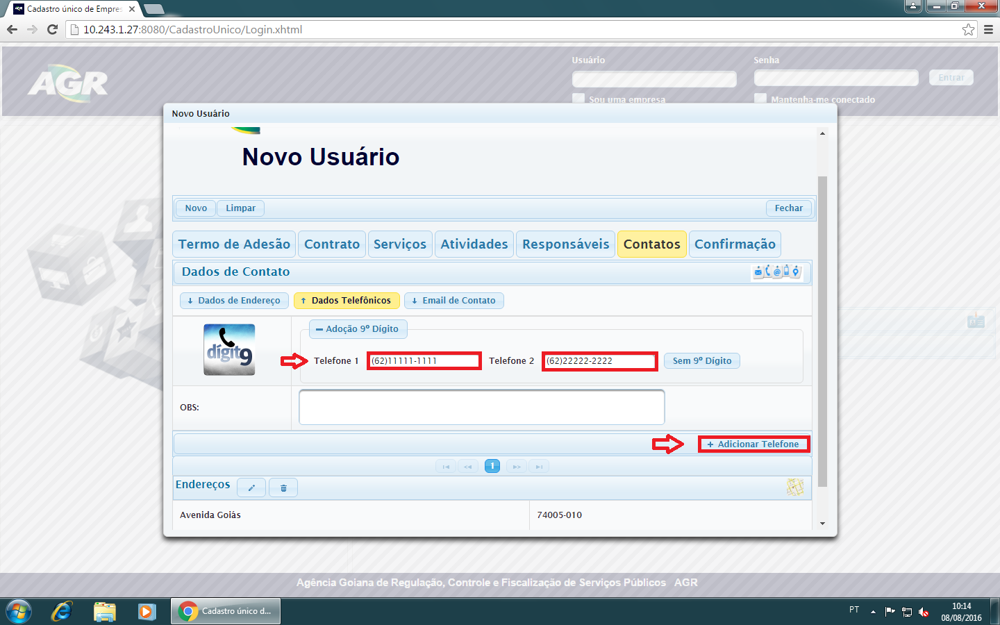 Cadastro único de Empres
10.243.1.27:8080/CadastroUnico/Login.xhtml
AGR
Usuário
Senha
Entrar
Sou uma empresa
Mantenha-me conectado
Novo Usuário
Novo Usuário
Novo
Limpar
Fechar
Termo de Adesão
Contrato
Serviços
Atividades
Responsáveis
Contatos
Confirmação
Dados de Contato
Dados de Endereço
Dados Telefônicos
Email de Contato
Adoção 9º Dígito
dígit9
Telefone 1
(62)11111-1111
Telefone 2
(62)22222-2222
Sem 9º Dígito
OBS:
+ Adicionar Telefone
1
Endereços
Avenida Goiás
74005-010
Agência Goiana de Regulação, Controle e Fiscalização de Serviços Públicos AGR
Cadastro único d...
PT
10:14
08/08/2016